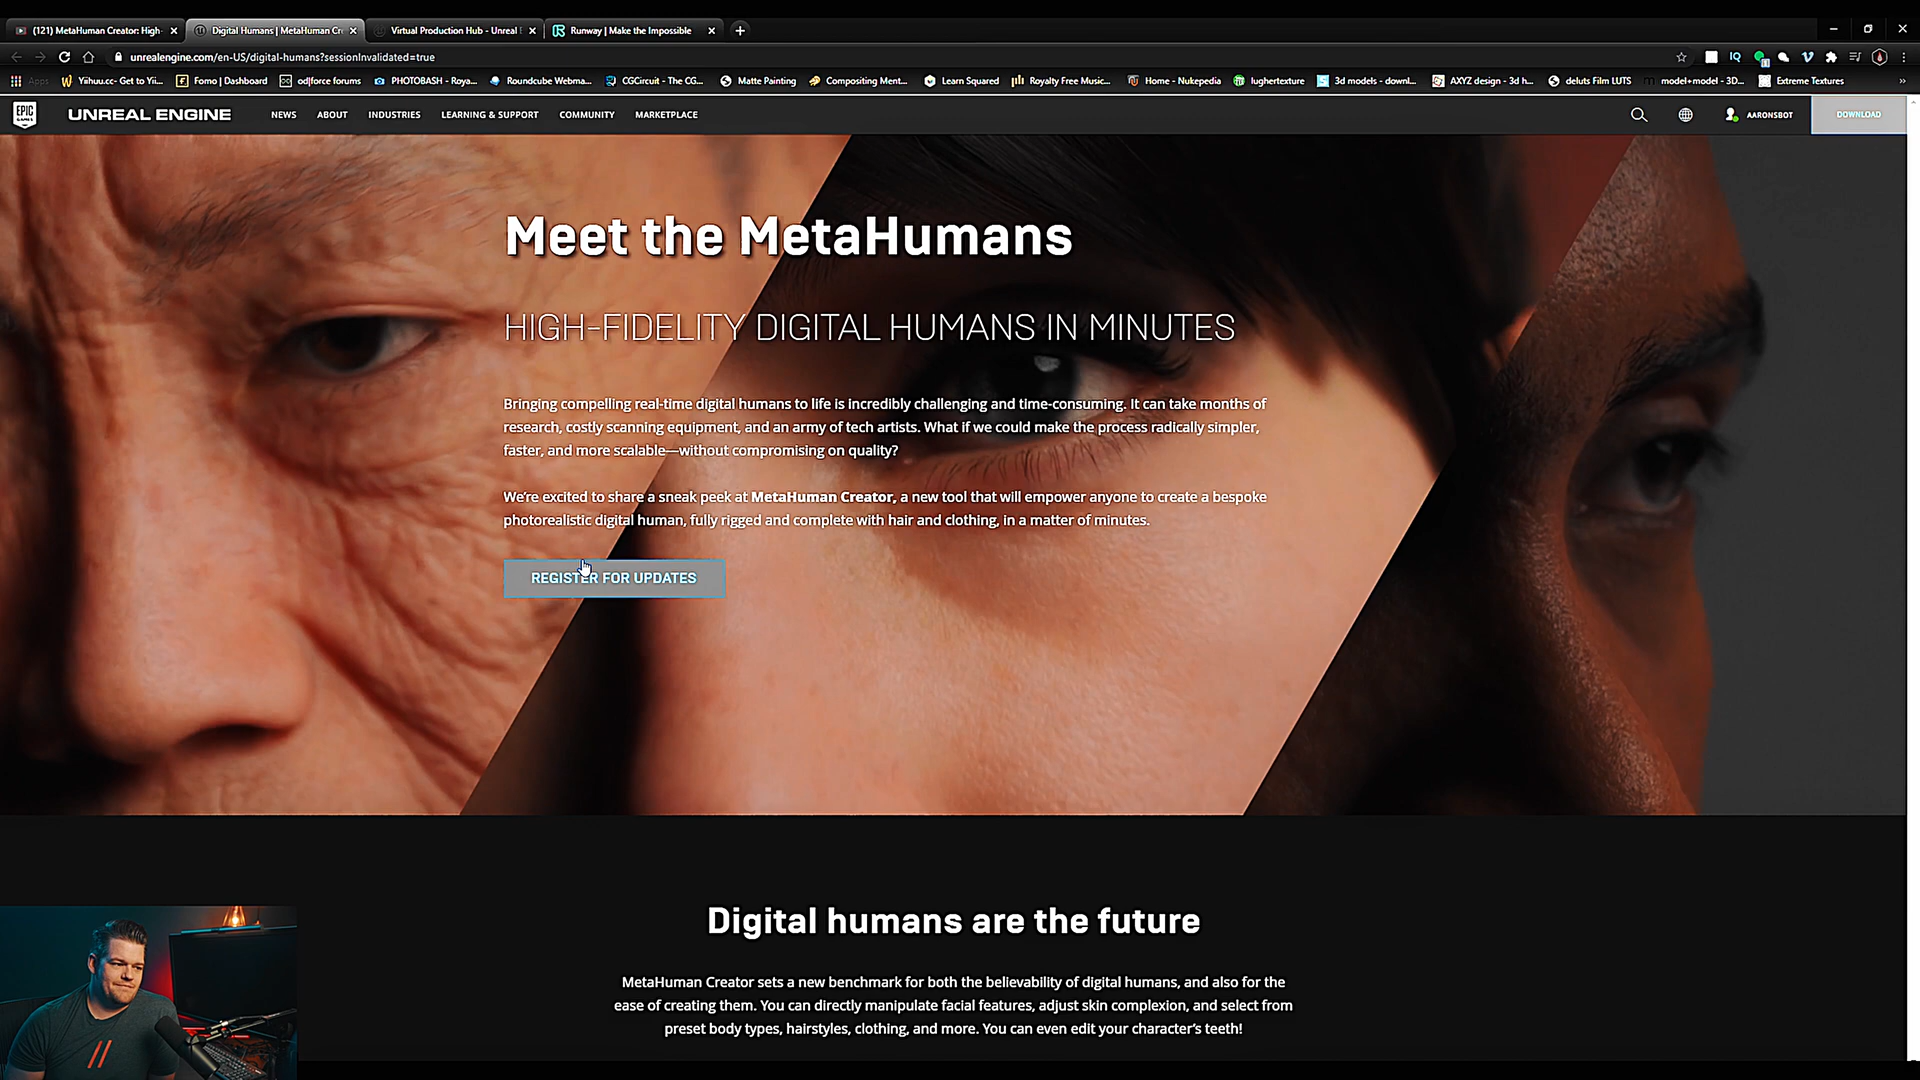 (121) MetaHuman Creator: High-
Digital Humans | MetaHuman Cr
Virtual Production Hub - Unreal E
Runway | Make the Impossible
unrealengine.com/en-US/digital-humans?sessionInvalidated=true
Apps
Yiihuu.cc- Get to Yii...
Fomo | Dashboard
od|force forums
PHOTOBASH - Roya...
Roundcube Webma...
CGCircuit - The CG...
Matte Painting
Compositing Ment...
Learn Squared
Royalty Free Music...
Home - Nukepedia
lughertexture
3d models - downl...
AXYZ design - 3d h...
deluts Film LUTS
model+model - 3D...
Extreme Textures
EPIC GAMES
UNREAL ENGINE
NEWS
ABOUT
INDUSTRIES
LEARNING & SUPPORT
COMMUNITY
MARKETPLACE
AARONSBOT
DOWNLOAD
Meet the MetaHumans
HIGH-FIDELITY DIGITAL HUMANS IN MINUTES
Bringing compelling real-time digital humans to life is incredibly challenging and time-consuming. It can take months of
research, costly scanning equipment, and an army of tech artists. What if we could make the process radically simpler,
faster, and more scalable—without compromising on quality?
We're excited to share a sneak peek at MetaHuman Creator, a new tool that will empower anyone to create a bespoke
photorealistic digital human, fully rigged and complete with hair and clothing, in a matter of minutes.
REGISTER FOR UPDATES
Digital humans are the future
MetaHuman Creator sets a new benchmark for both the believability of digital humans, and also for the
ease of creating them. You can directly manipulate facial features, adjust skin complexion, and select from
preset body types, hairstyles, clothing, and more. You can even edit your character's teeth!